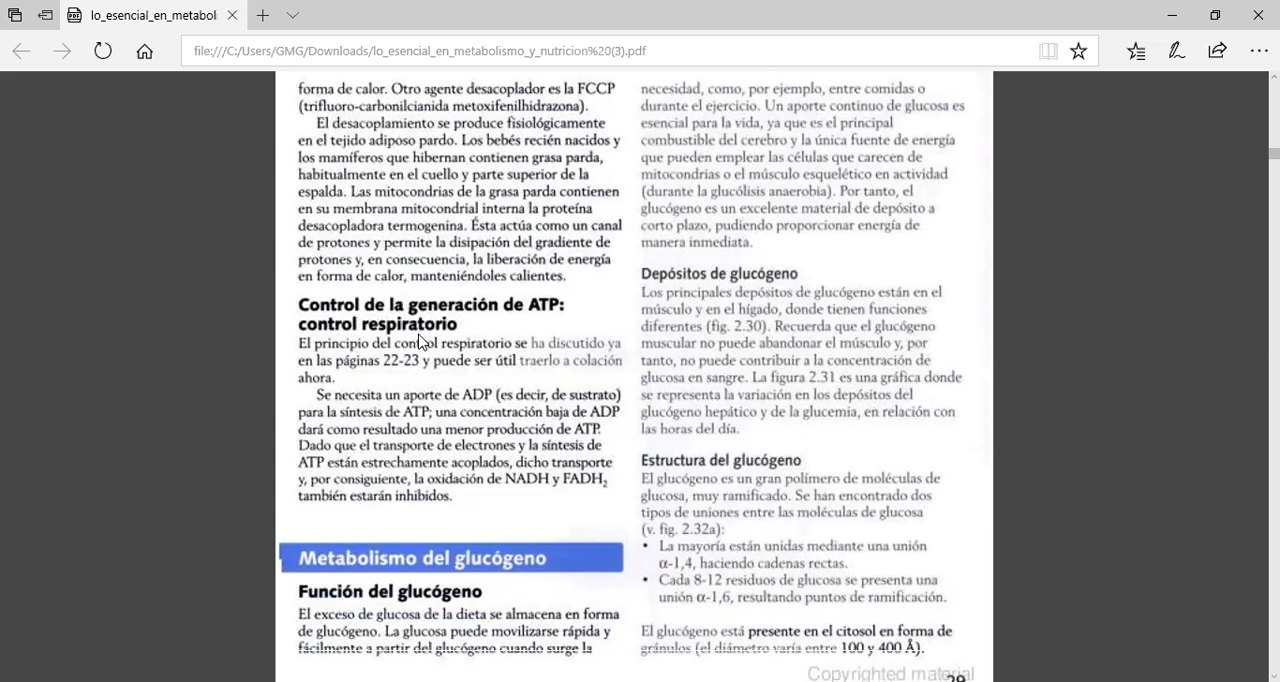 lo_esencial_en_metaboli
file:///C:/Users/GMG/Downloads/lo_esencial_en_metabolismo_y_nutricion%20(3).pdf
forma de calor. Otro agente desacoplador es la FCCP
(trifluoro-carbonilcianida metoxifenilhidrazona).
El desacoplamiento se produce fisiológicamente
en el tejido adiposo pardo. Los bebés recién nacidos y
los mamíferos que hibernan contienen grasa parda,
habitualmente en el cuello y parte superior de la
espalda. Las mitocondrias de la grasa parda contienen
en su membrana mitocondrial interna la proteína
desacopladora termogenina. Ésta actúa como un canal
de protones y permite la disipación del gradiente de
protones y, en consecuencia, la liberación de energía
en forma de calor, manteniéndoles calientes.
Control de la generación de ATP:
control respiratorio
El principio del control respiratorio se ha discutido ya
en las páginas 22-23 y puede ser útil traerlo a colación
ahora.
Se necesita un aporte de ADP (es decir, de sustrato)
para la síntesis de ATP; una concentración baja de ADP
dará como resultado una menor producción de ATP.
Dado que el transporte de electrones y la síntesis de
ATP están estrechamente acoplados, dicho transporte
y, por consiguiente, la oxidación de NADH y FADH₂
también estarán inhibidos.
Metabolismo del glucógeno
Función del glucógeno
El exceso de glucosa de la dieta se almacena en forma
de glucógeno. La glucosa puede movilizarse rápida y
fácilmente a partir del glucógeno cuando surge la
necesidad, como, por ejemplo, entre comidas o
durante el ejercicio. Un aporte continuo de glucosa es
esencial para la vida, ya que es el principal
combustible del cerebro y la única fuente de energía
que pueden emplear las células que carecen de
mitocondrias o el músculo esquelético en actividad
(durante la glucólisis anaerobia). Por tanto, el
glucógeno es un excelente material de depósito a
corto plazo, pudiendo proporcionar energía de
manera inmediata.
Depósitos de glucógeno
Los principales depósitos de glucógeno están en el
músculo y en el hígado, donde tienen funciones
diferentes (fig. 2.30). Recuerda que el glucógeno
muscular no puede abandonar el músculo y, por
tanto, no puede contribuir a la concentración de
glucosa en sangre. La figura 2.31 es una gráfica donde
se representa la variación en los depósitos del
glucógeno hepático y de la glucemia, en relación con
las horas del día.
Estructura del glucógeno
El glucógeno es un gran polímero de moléculas de
glucosa, muy ramificado. Se han encontrado dos
tipos de uniones entre las moléculas de glucosa
(v. fig. 2.32a):
• La mayoría están unidas mediante una unión
α-1,4, haciendo cadenas rectas.
• Cada 8-12 residuos de glucosa se presenta una
unión α-1,6, resultando puntos de ramificación.
El glucógeno está presente en el citosol en forma de
gránulos (el diámetro varía entre 100 y 400 Å).
Copyrighted material
29